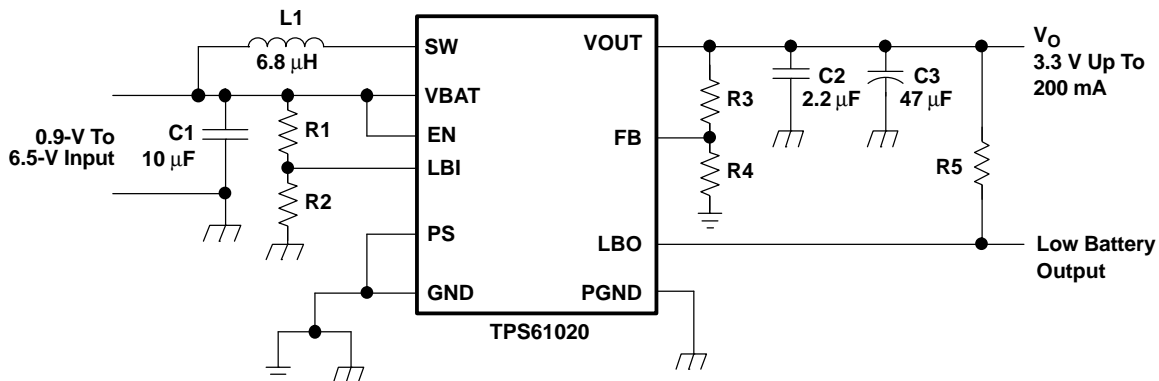 L1
6.8 µH
SW
VBAT
EN
LBI
PS
GND
VOUT
FB
LBO
PGND
TPS61020
0.9-V To
6.5-V Input
C1
10 µF
R1
R2
R3
R4
C2
2.2 µF
C3
47 µF
R5
VO
3.3 V Up To
200 mA
Low Battery
Output